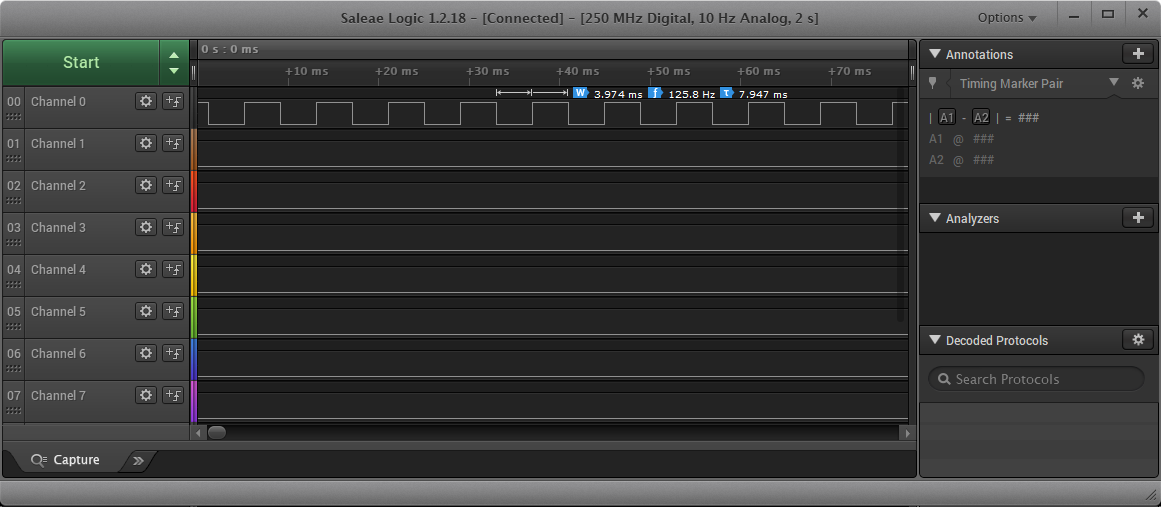 Saleae Logic 1.2.18 - [Connected] - [250 MHz Digital, 10 Hz Analog, 2 s]
Options
Start
0 s : 0 ms
+10 ms +20 ms +30 ms +40 ms +50 ms +60 ms +70 ms
W 3.974 ms f 125.8 Hz T 7.947 ms
00 Channel 0
01 Channel 1
02 Channel 2
03 Channel 3
04 Channel 4
05 Channel 5
06 Channel 6
07 Channel 7
Capture
Annotations
Timing Marker Pair
| A1 - A2 | = ###
A1 @ ###
A2 @ ###
Analyzers
Decoded Protocols
Search Protocols